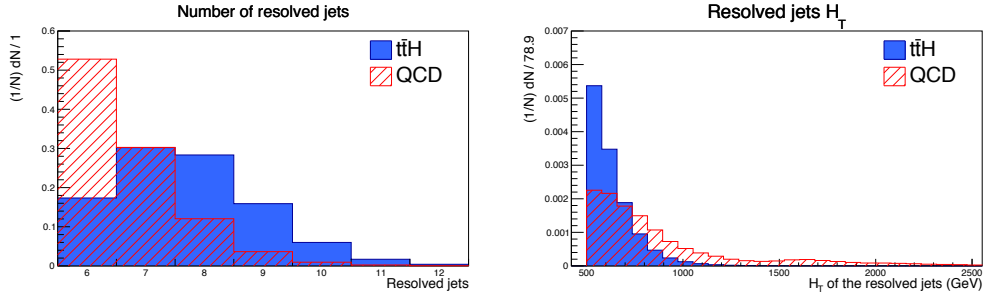 Number of resolved jets
(1/N) dN / 1
0.6
0.5
0.4
0.3
0.2
0.1
0
tt̄H
QCD
6 7 8 9 10 11 12
Resolved jets
Resolved jets H_T
(1/N) dN / 78.9
0.007
0.006
0.005
0.004
0.003
0.002
0.001
0.000
tt̄H
QCD
500 1000 1500 2000 2500
H_T of the resolved jets (GeV)